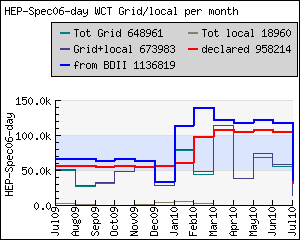 HEP-Spec06-day WCT Grid/local per month
Tot Grid 648961 Tot local 18960
Grid+local 673983 declared 958214
from BDII 1136819
HEP-Spec06-day
150.0k
100.0k
50.0k
0.0
Jul09 Aug09 Sep09 Oct09 Nov09 Dec09 Jan10 Feb10 Mar10 Apr10 May10 Jun10 Jul10